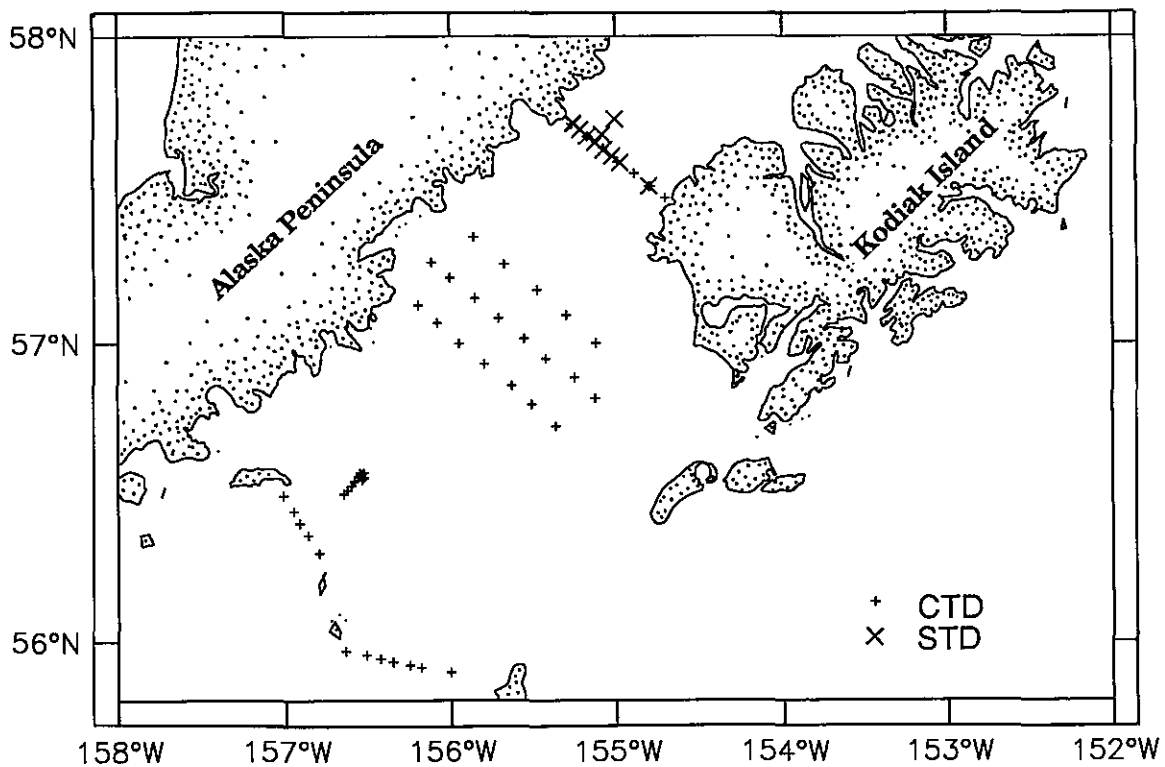 58°N
Alaska Peninsula
Kodiak Island
57°N
+ CTD
× STD
56°N
158°W 157°W 156°W 155°W 154°W 153°W 152°W